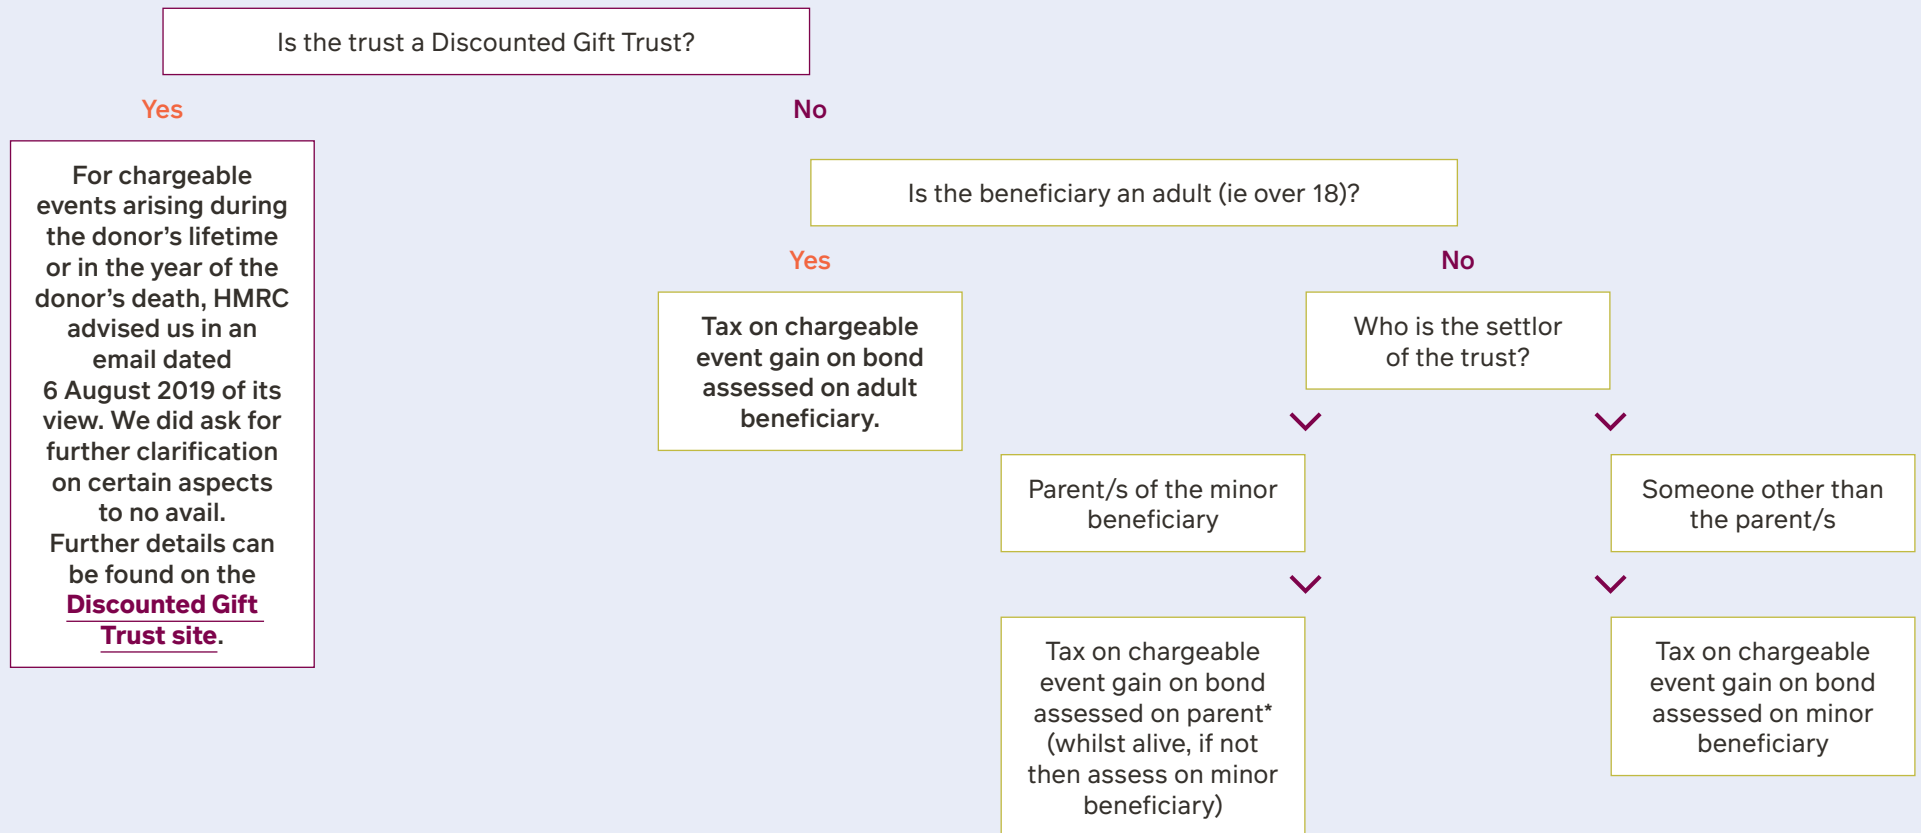 Is the trust a Discounted Gift Trust?
Yes
No
For chargeable
events arising during
the donor’s lifetime
or in the year of the
donor’s death, HMRC
advised us in an
email dated
6 August 2019 of its
view. We did ask for
further clarification
on certain aspects
to no avail.
Further details can
be found on the
Discounted Gift
Trust site.
Is the beneficiary an adult (ie over 18)?
Yes
No
Tax on chargeable
event gain on bond
assessed on adult
beneficiary.
Who is the settlor
of the trust?
Parent/s of the minor
beneficiary
Someone other than
the parent/s
Tax on chargeable
event gain on bond
assessed on parent*
(whilst alive, if not
then assess on minor
beneficiary)
Tax on chargeable
event gain on bond
assessed on minor
beneficiary